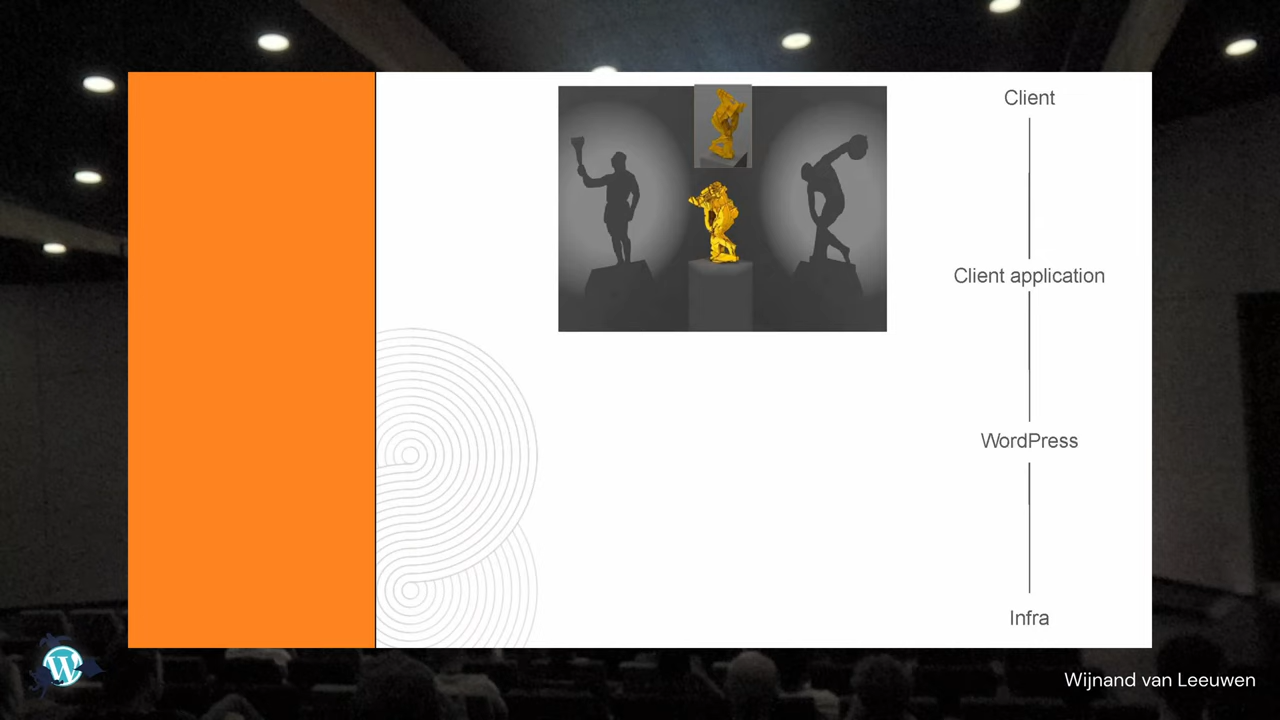 Client
Client application
WordPress
Infra
Wijnand van Leeuwen